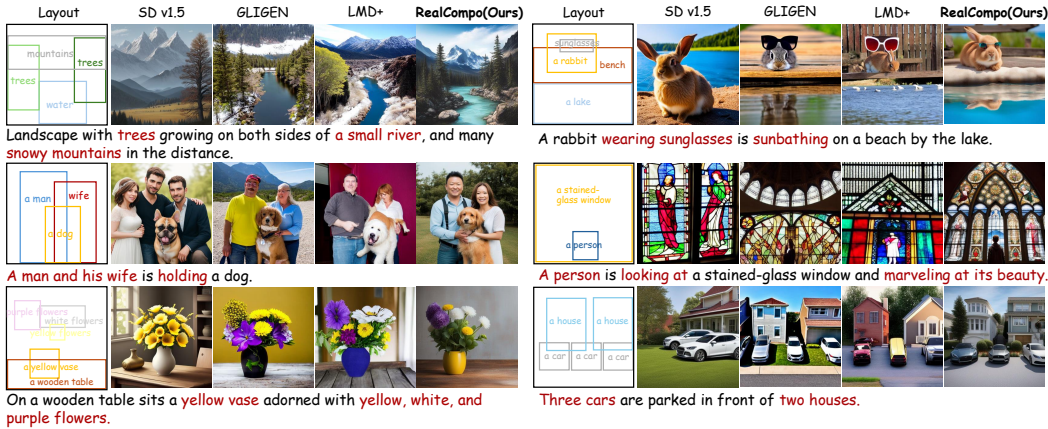 Layout SD v1.5 GLIGEN LMD+ RealCompo(Ours)
mountains
trees
trees
water
Landscape with trees growing on both sides of a small river, and many
snowy mountains in the distance.
a man
wife
a dog
A man and his wife is holding a dog.
purple flowers
white flowers
yellow flowers
a yellow vase
a wooden table
On a wooden table sits a yellow vase adorned with yellow, white, and
purple flowers.
Layout SD v1.5 GLIGEN LMD+ RealCompo(Ours)
sunglasses
a rabbit
bench
a lake
A rabbit wearing sunglasses is sunbathing on a beach by the lake.
a stained-
glass window
a person
A person is looking at a stained-glass window and marveling at its beauty.
a house a house
a car a car a car
Three cars are parked in front of two houses.